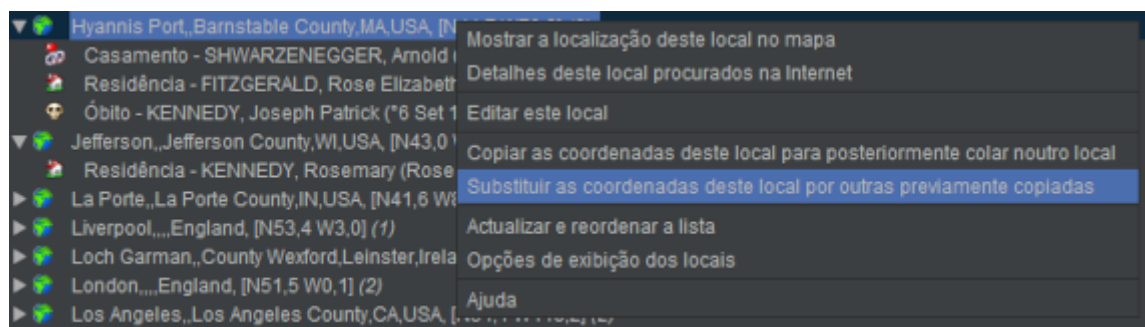 Hyannis Port,,Barnstable County,MA,USA, [N
Casamento - SHWARZENEGGER, Arnold
Residência - FITZGERALD, Rose Elizabeth
Óbito - KENNEDY, Joseph Patrick (*6 Set 1
Jefferson,,Jefferson County,WI,USA, [N43,0
Residência - KENNEDY, Rosemary (Rose
La Porte,,La Porte County,IN,USA, [N41,6
Liverpool,,,,England, [N53,4 W3,0] (1)
Loch Garman,,County Wexford,Leinster,Irela
London,,,,England, [N51,5 W0,1] (2)
Los Angeles,,Los Angeles County,CA,USA,
Mostrar a localização deste local no mapa
Detalhes deste local procurados na Internet
Editar este local
Copiar as coordenadas deste local para posteriormente colar noutro local
Substituir as coordenadas deste local por outras previamente copiadas
Actualizar e reordenar a lista
Opções de exibição dos locais
Ajuda